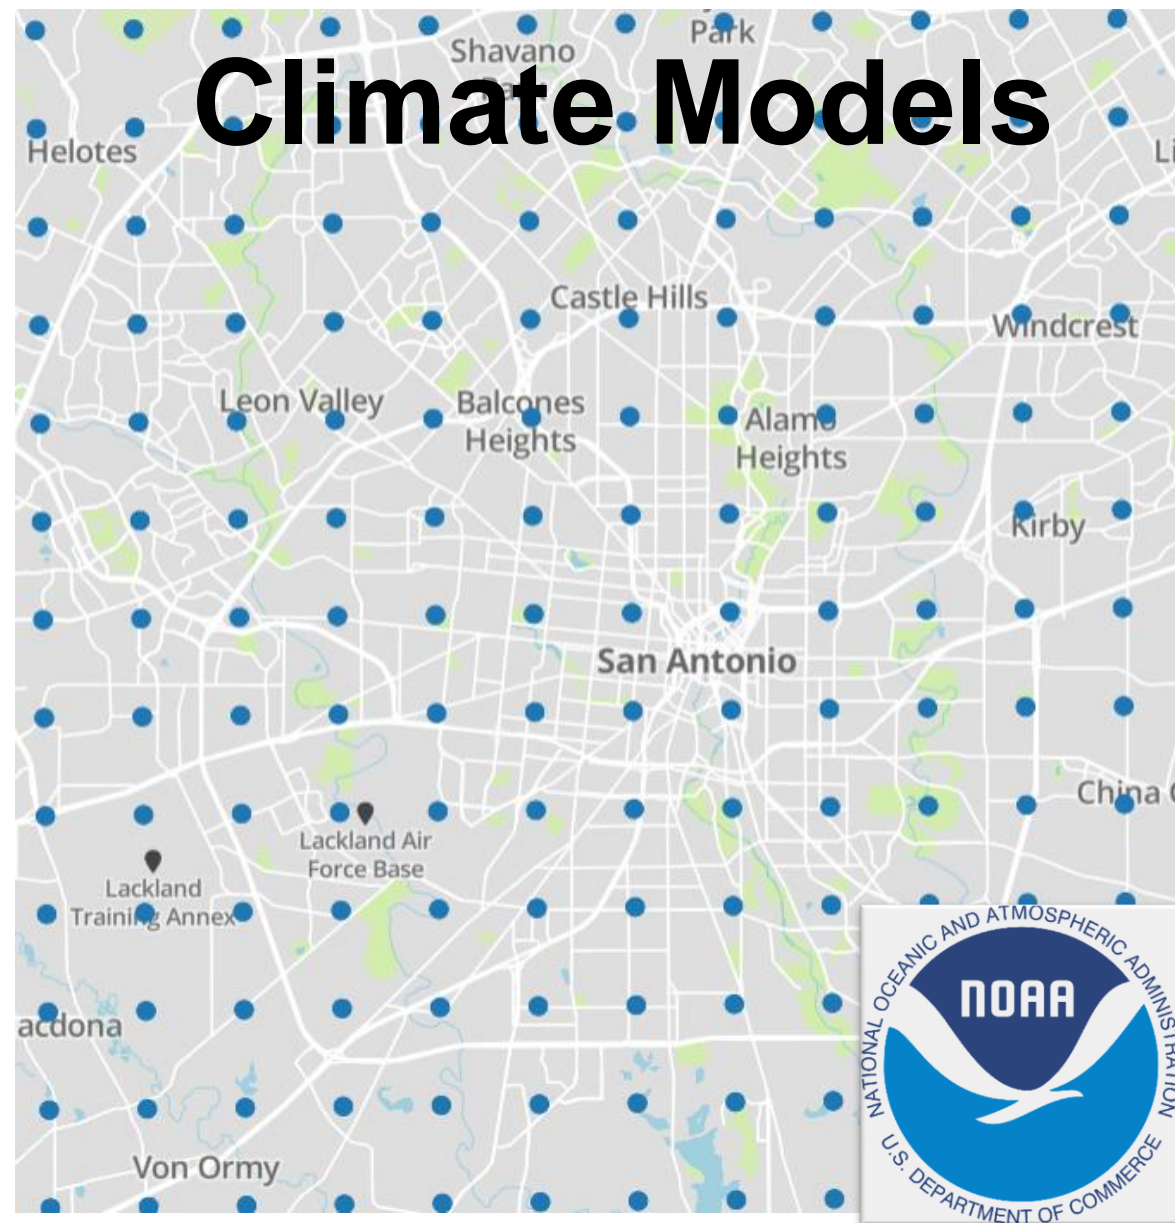 Shavano
Park
Climate Models
Helotes
Castle Hills
Windcrest
Leon Valley
Balcones
Heights
Alamo
Heights
Kirby
San Antonio
China
Lackland Air
Force Base
Lackland
Training Annex
acdona
Von Ormy
NATIONAL OCEANIC AND ATMOSPHERIC ADMINISTRATION
NOAA
U.S. DEPARTMENT OF COMMERCE